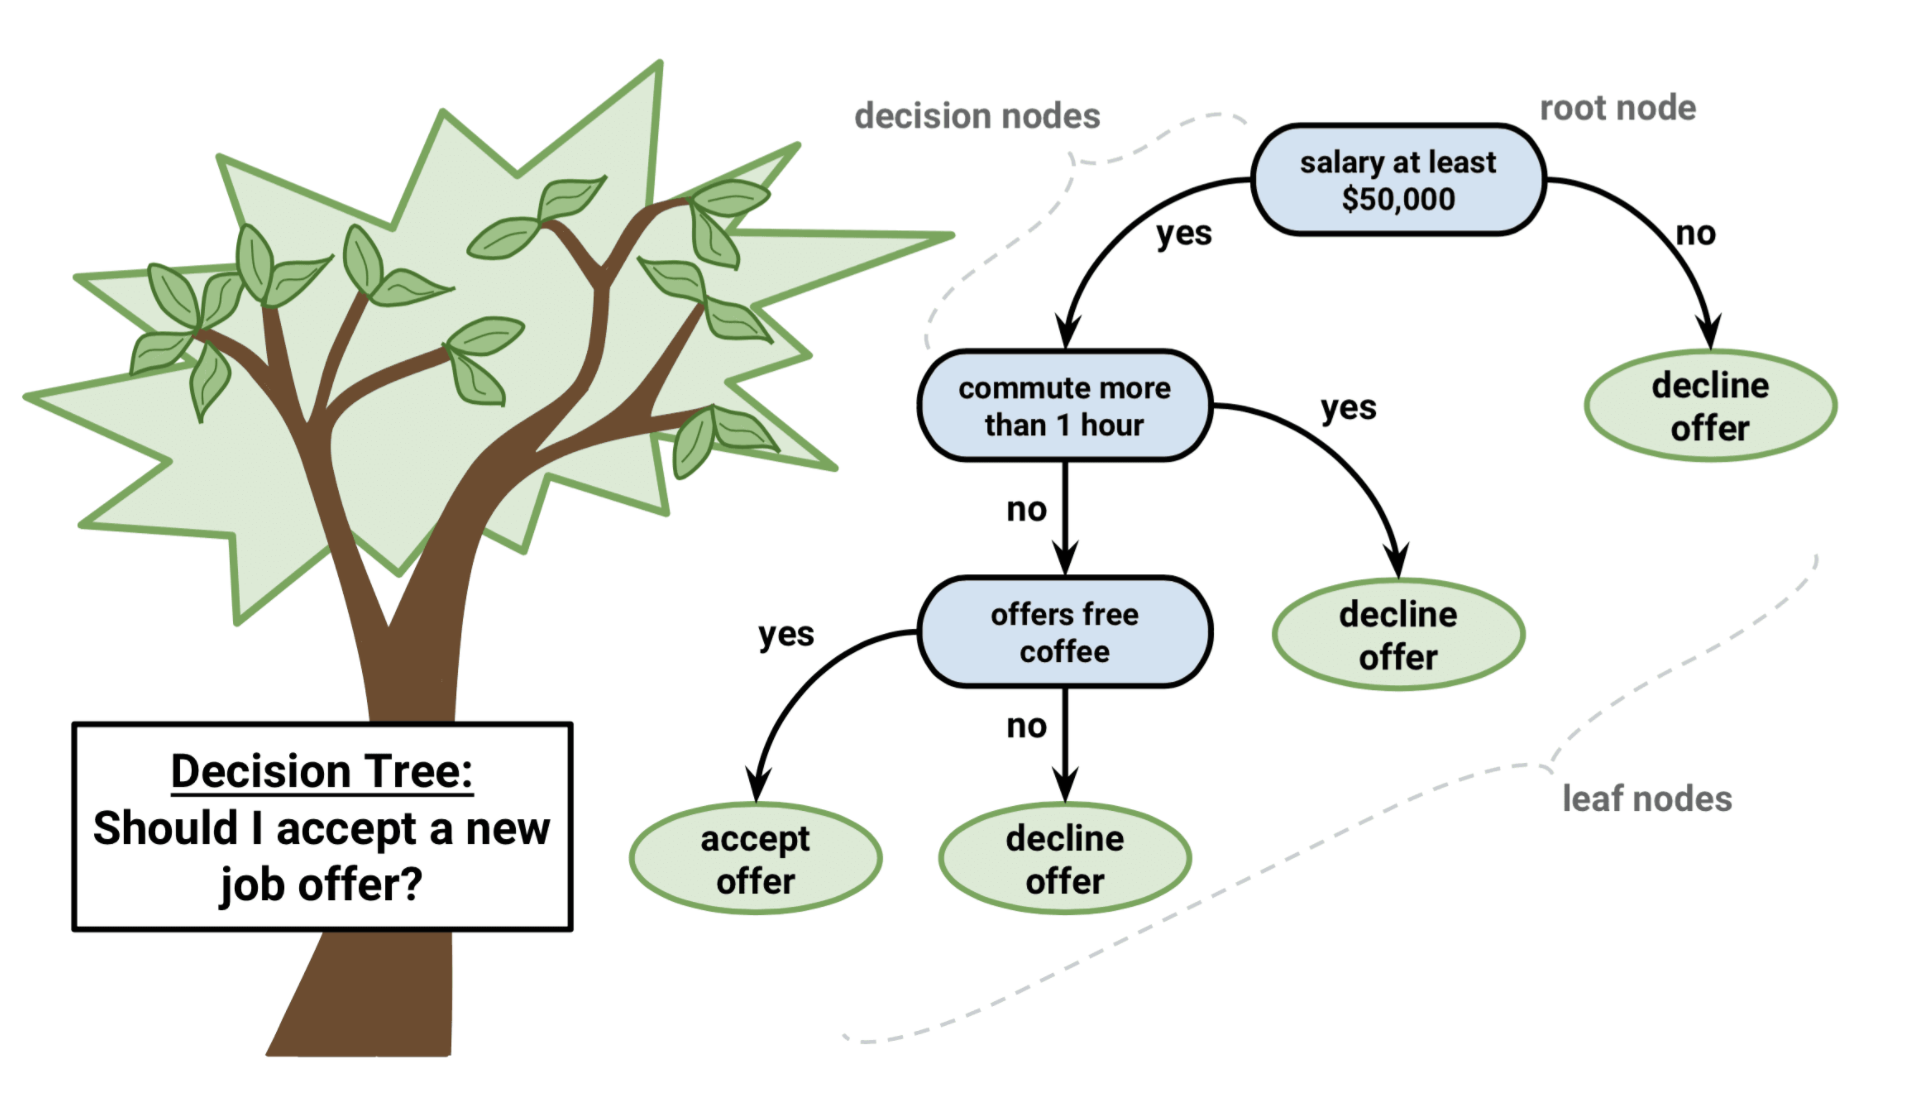 decision nodes
root node
salary at least
$50,000
yes
no
commute more
than 1 hour
yes
decline
offer
no
offers free
coffee
decline
offer
yes
no
Decision Tree:
Should I accept a new
job offer?
accept
offer
decline
offer
leaf nodes